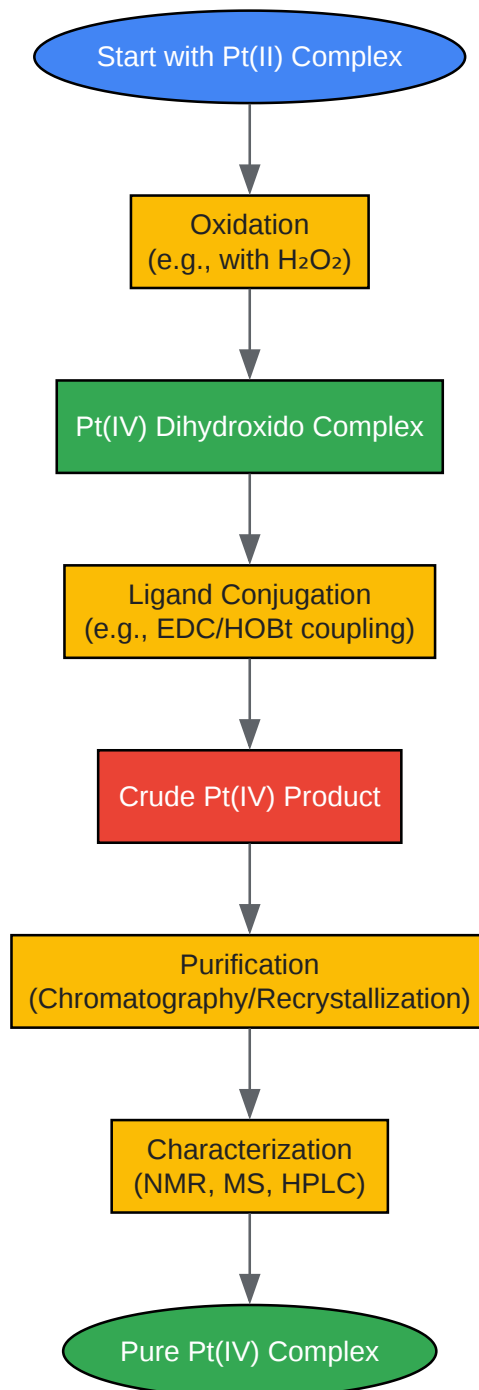 Start with Pt(II) Complex
Oxidation
(e.g., with H₂O₂)
Pt(IV) Dihydroxido Complex
Ligand Conjugation
(e.g., EDC/HOBt coupling)
Crude Pt(IV) Product
Purification
(Chromatography/Recrystallization)
Characterization
(NMR, MS, HPLC)
Pure Pt(IV) Complex